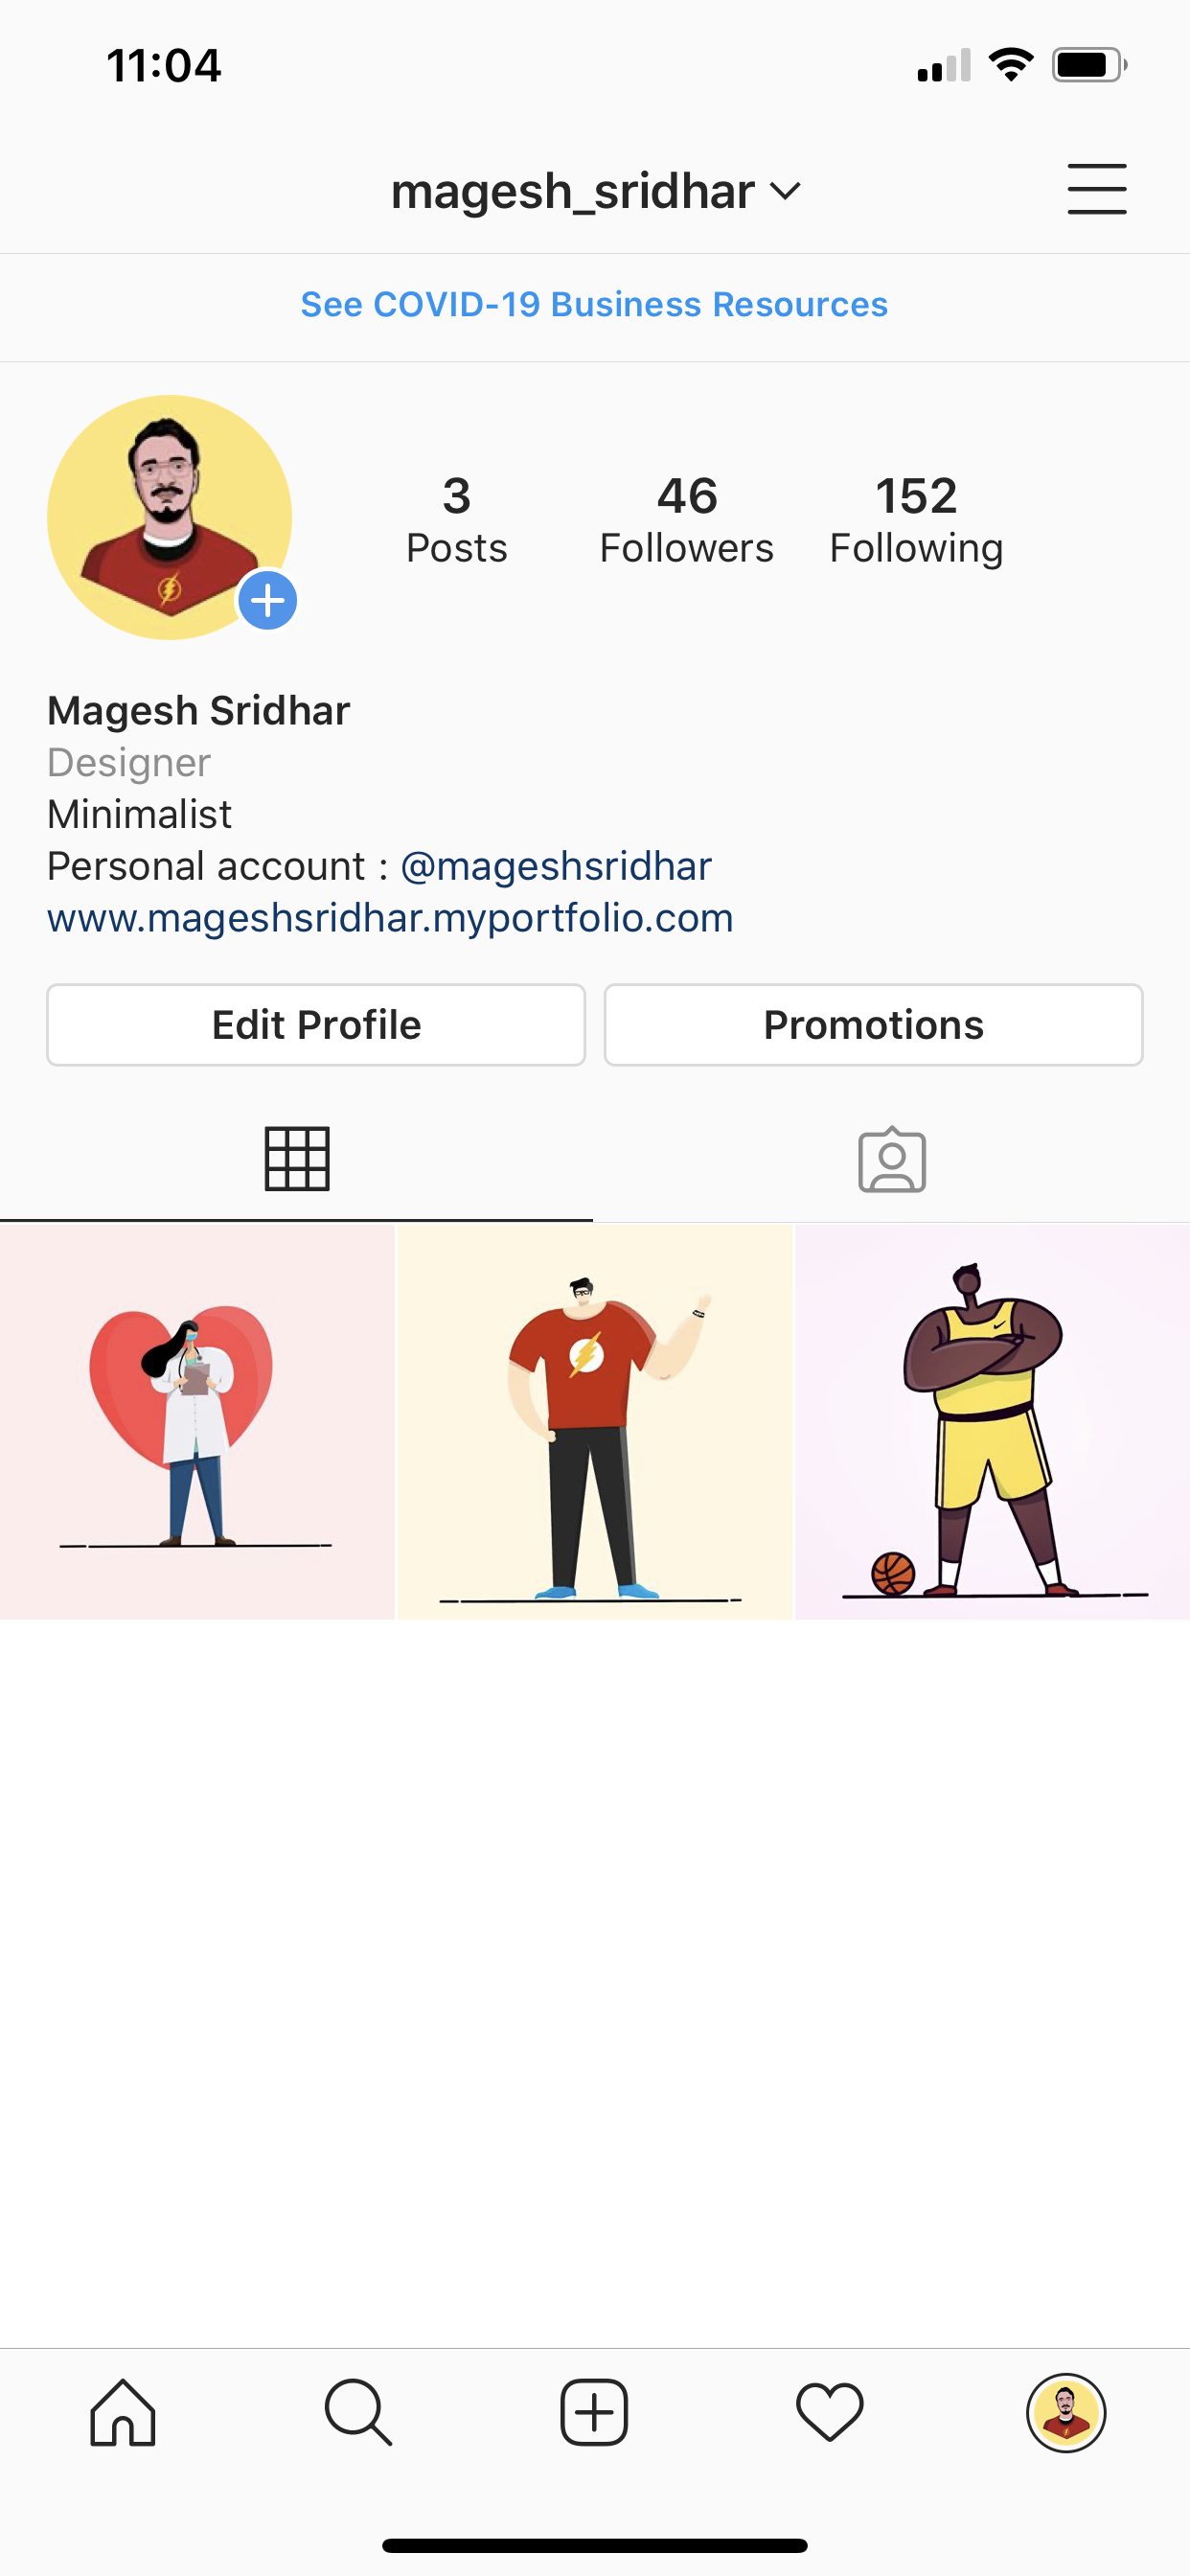 11:04
magesh_sridhar
See COVID-19 Business Resources
3 46 152
Posts Followers Following
Magesh Sridhar
Designer
Minimalist
Personal account : @mageshsridhar
www.mageshsridhar.myportfolio.com
Edit Profile Promotions